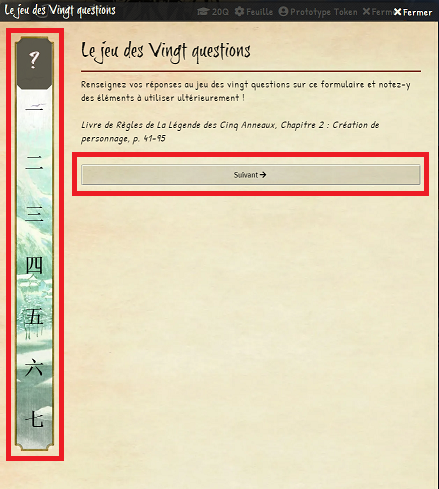 Le jeu des Vingt questions
20Q Feuille Prototype Token Ferm Fermer
?
一
二
三
四
五
六
七
Le jeu des Vingt questions
Renseignez vos réponses au jeu des vingt questions sur ce formulaire et notez-y
des éléments à utiliser ultérieurement !
Livre de Règles de La Légende des Cinq Anneaux, Chapitre 2 : Création de
personnage, p. 41-95
Suivant